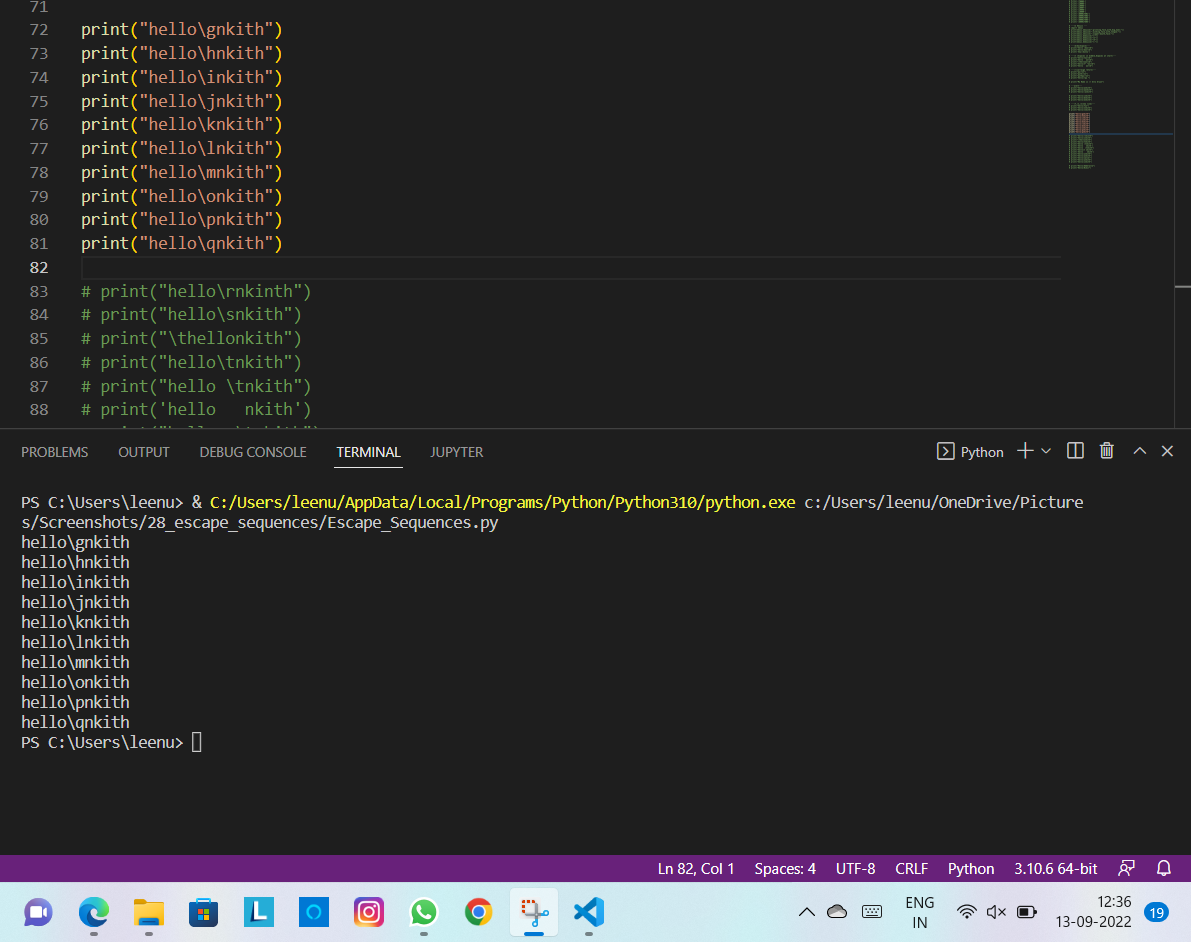 71
72 print("hello\gnkith")
73 print("hello\hnkith")
74 print("hello\inkith")
75 print("hello\jnkith")
76 print("hello\knkith")
77 print("hello\lnkith")
78 print("hello\mnkith")
79 print("hello\onkith")
80 print("hello\pnkith")
81 print("hello\qnkith")
82
83 # print("hello\rnkinth")
84 # print("hello\snkith")
85 # print("\thellonkith")
86 # print("hello\tnkith")
87 # print("hello \tnkith")
88 # print('hello   nkith')
PROBLEMS OUTPUT DEBUG CONSOLE TERMINAL JUPYTER Python
PS C:\Users\leenu> & C:/Users/leenu/AppData/Local/Programs/Python/Python310/python.exe c:/Users/leenu/OneDrive/Picture
s/Screenshots/28_escape_sequences/Escape_Sequences.py
hello\gnkith
hello\hnkith
hello\inkith
hello\jnkith
hello\knkith
hello\lnkith
hello\mnkith
hello\onkith
hello\pnkith
hello\qnkith
PS C:\Users\leenu>
Ln 82, Col 1 Spaces: 4 UTF-8 CRLF Python 3.10.6 64-bit
L
ENG
IN
12:36
13-09-2022
19